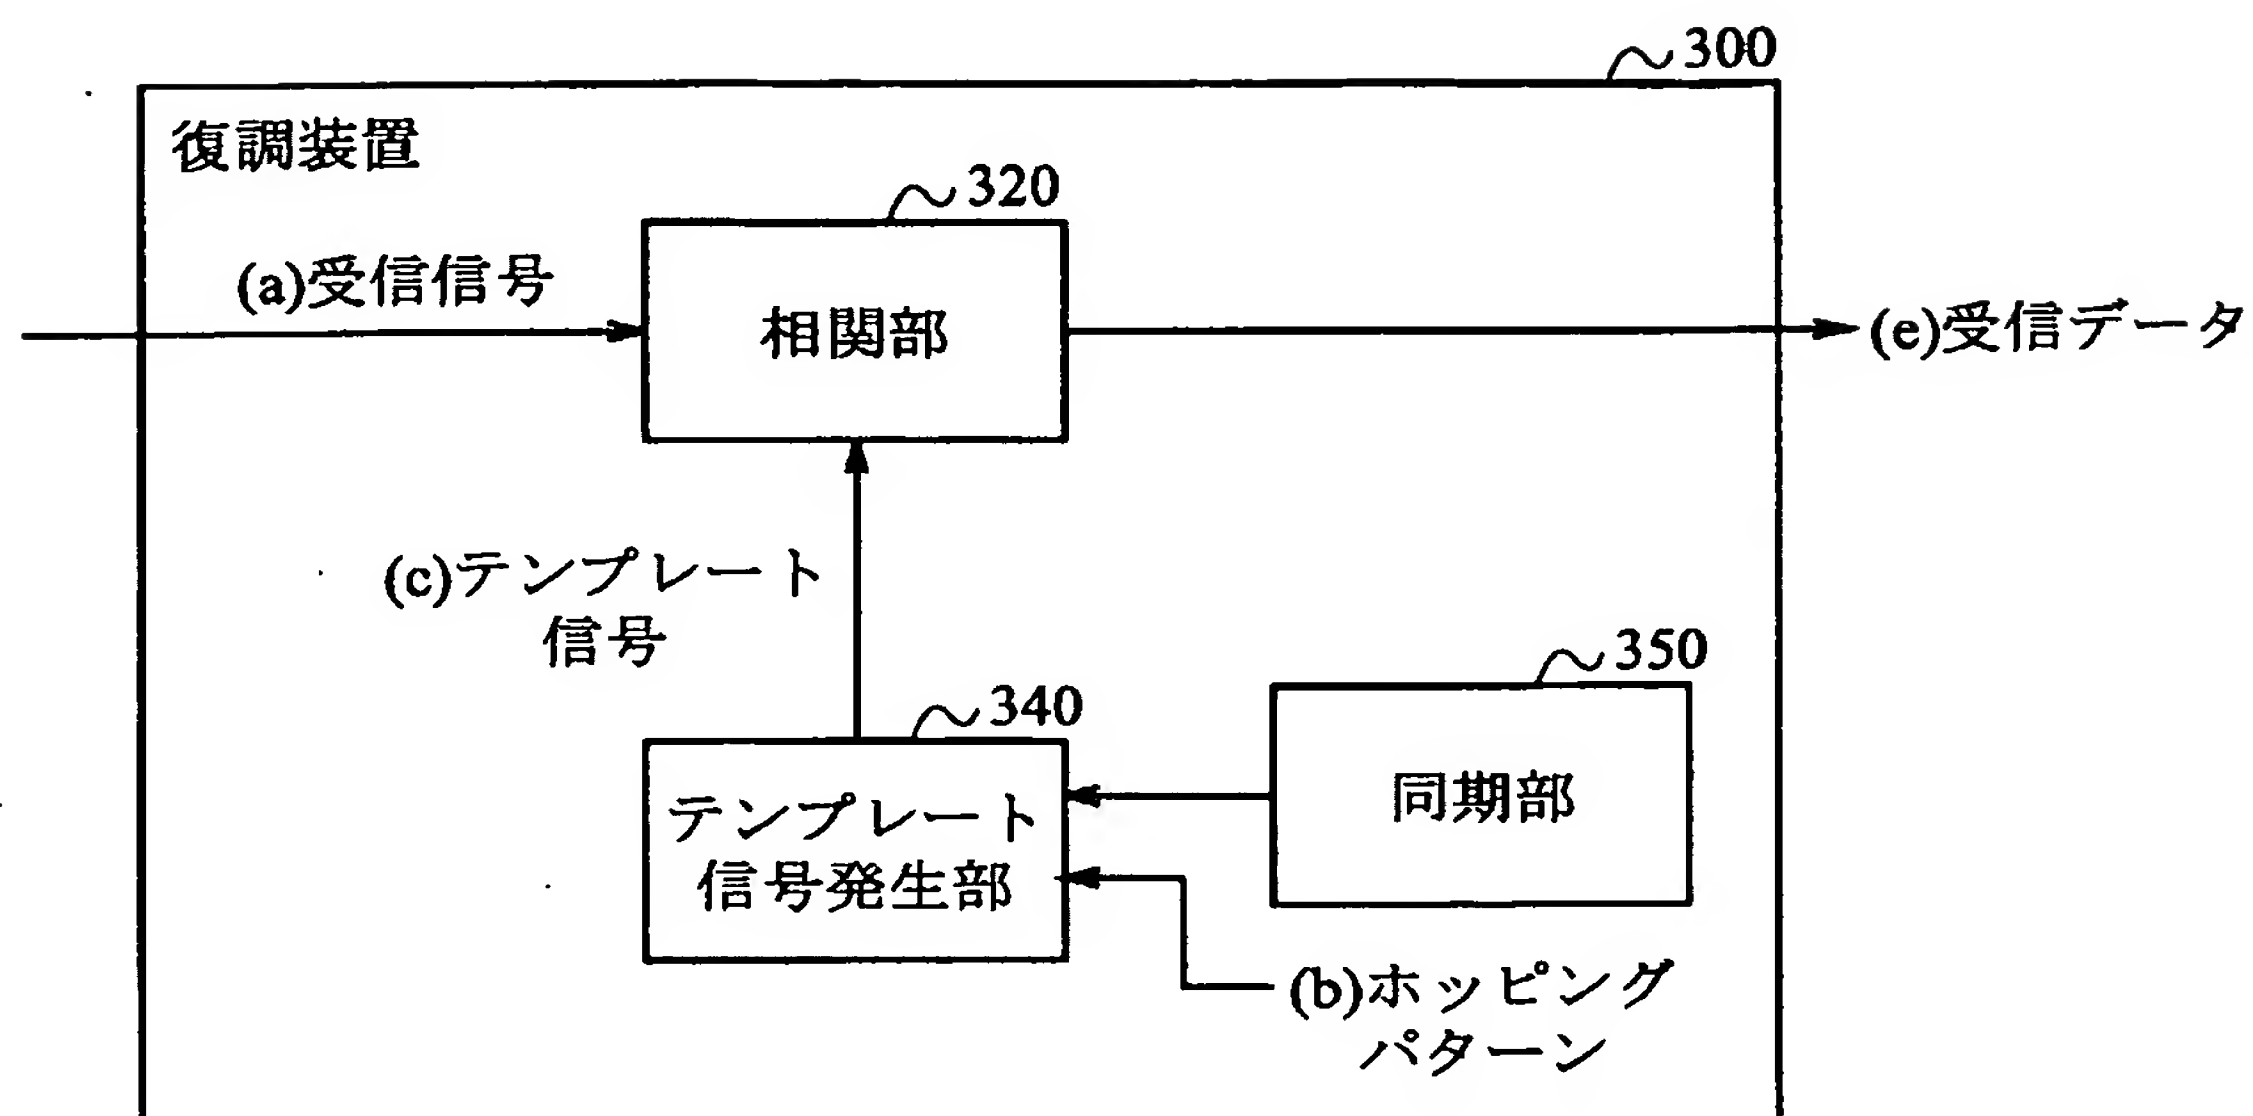 300
復調装置
320
(a)受信信号
相関部
(e)受信データ
(c)テンプレート
信号
350
340
同期部
テンプレート
信号発生部
(b)ホッピング
パターン